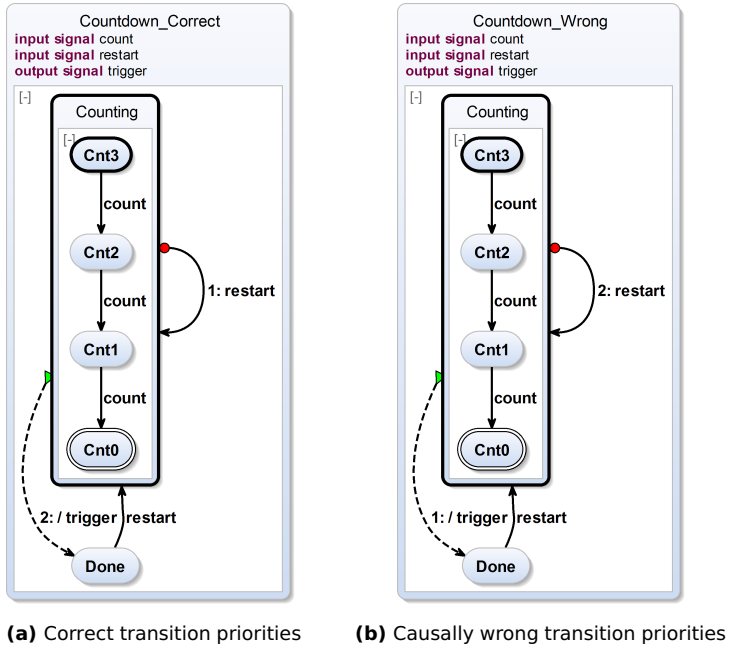 Countdown_Correct
input signal count
input signal restart
output signal trigger
[-]
Counting
[-]
Cnt3
count
Cnt2
1: restart
count
Cnt1
count
Cnt0
2: / trigger
restart
Done
(a) Correct transition priorities
Countdown_Wrong
input signal count
input signal restart
output signal trigger
[-]
Counting
[-]
Cnt3
count
Cnt2
2: restart
count
Cnt1
count
Cnt0
1: / trigger
restart
Done
(b) Causally wrong transition priorities